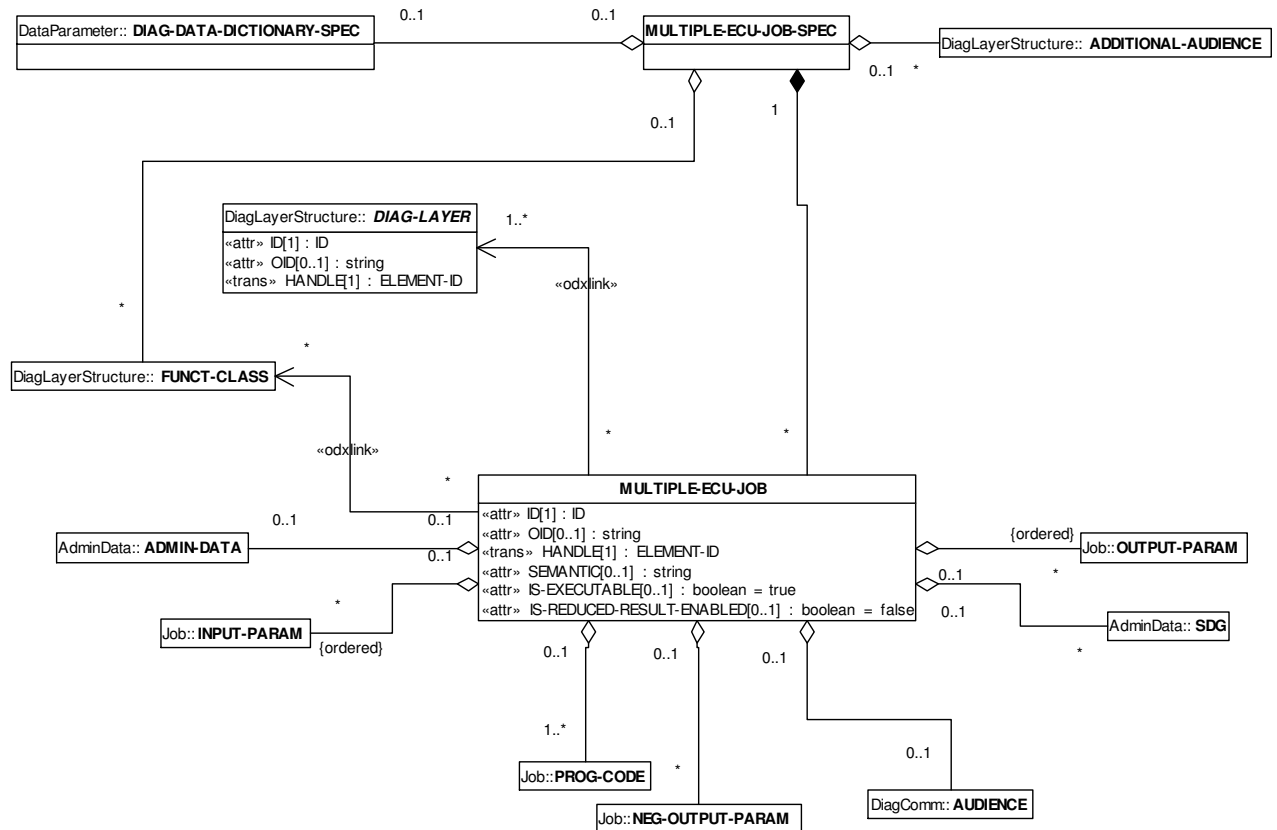 0..1
0..1
DataParameter:: DIAG-DATA-DICTIONARY-SPEC
MULTIPLE-ECU-JOB-SPEC
DiagLayerStructure:: ADDITIONAL-AUDIENCE
0..1
*
0..1
1
DiagLayerStructure:: DIAG-LAYER
1..*
«attr» ID[1] : ID
«attr» OID[0..1] : string
«trans» HANDLE[1] : ELEMENT-ID
«odxlink»
*
*
DiagLayerStructure:: FUNCT-CLASS
*
*
«odxlink»
*
MULTIPLE-ECU-JOB
«attr» ID[1] : ID
«attr» OID[0..1] : string
«trans» HANDLE[1] : ELEMENT-ID
«attr» SEMANTIC[0..1] : string
«attr» IS-EXECUTABLE[0..1] : boolean = true
«attr» IS-REDUCED-RESULT-ENABLED[0..1] : boolean = false
0..1
0..1
AdminData:: ADMIN-DATA
0..1
{ordered}
Job:: OUTPUT-PARAM
*
0..1
*
Job:: INPUT-PARAM
{ordered}
0..1
AdminData:: SDG
*
0..1
0..1
0..1
1..*
*
0..1
Job:: PROG-CODE
Job:: NEG-OUTPUT-PARAM
DiagComm:: AUDIENCE